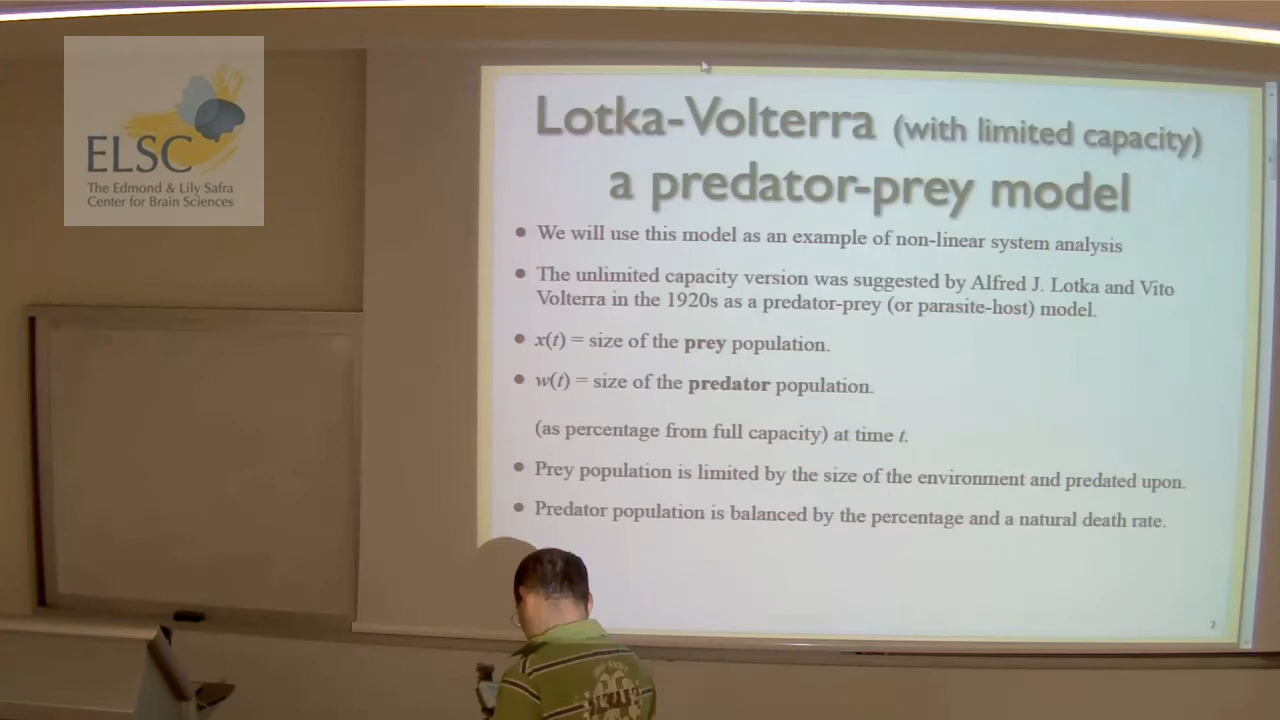 ELSC
The Edmond & Lily Safra
Center for Brain Sciences
Lotka-Volterra (with limited capacity)
a predator-prey model
• We will use this model as an example of non-linear system analysis
• The unlimited capacity version was suggested by Alfred J. Lotka and Vito
Volterra in the 1920s as a predator-prey (or parasite-host) model.
• x(t) = size of the prey population.
• w(t) = size of the predator population.
(as percentage from full capacity) at time t.
• Prey population is limited by the size of the environment and predated upon.
• Predator population is balanced by the percentage and a natural death rate.
2